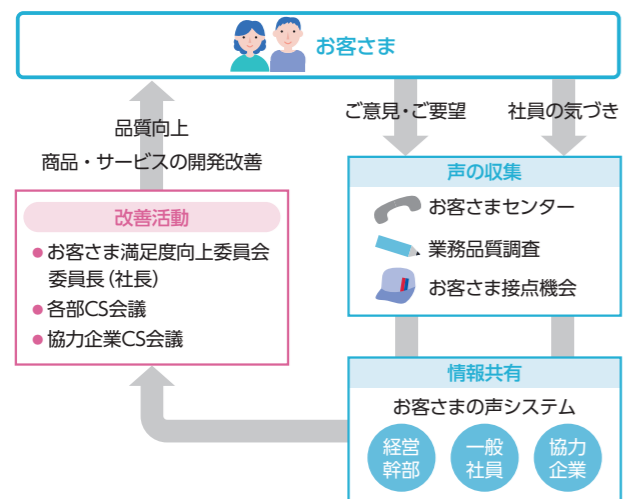 お客さま
ご意見・ご要望
社員の気づき
品質向上
商品・サービスの開発改善
声の収集
お客さまセンター
業務品質調査
お客さま接点機会
改善活動
●お客さま満足度向上委員会
委員長(社長)
●各部CS会議
●協力企業CS会議
情報共有
お客さまの声システム
経営
幹部
一般
社員
協力
企業